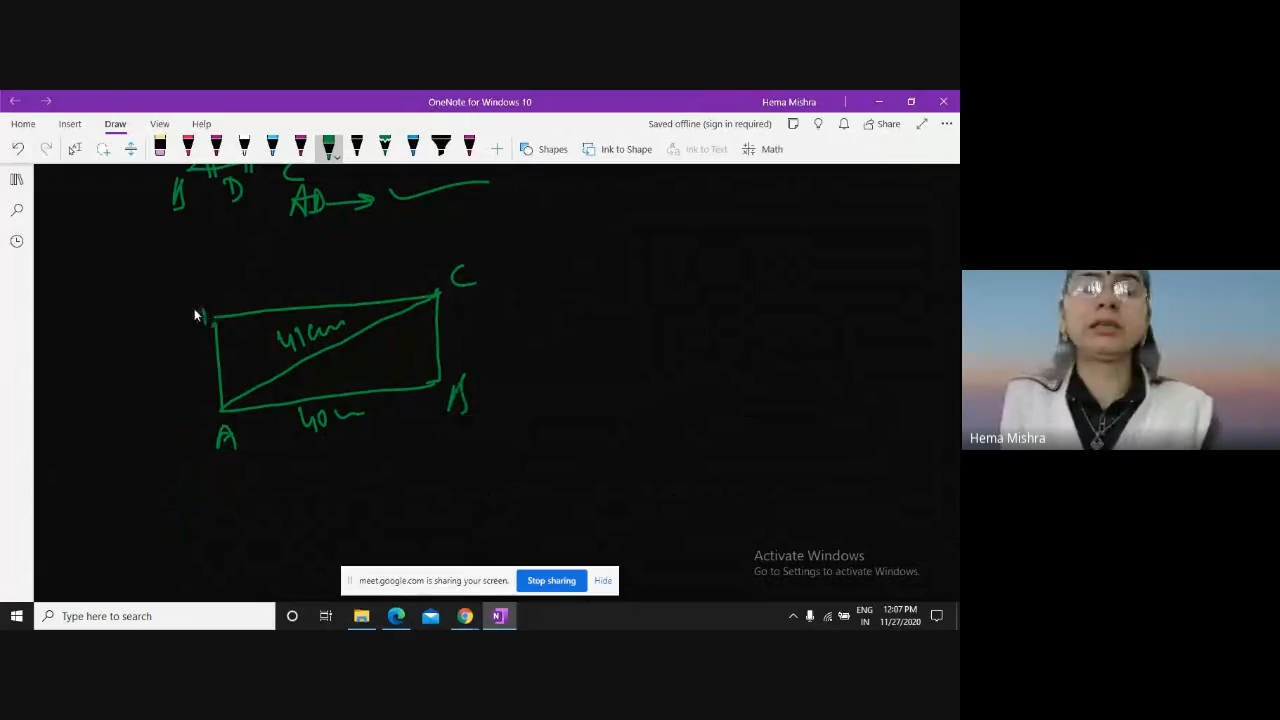 OneNote for Windows 10
Hema Mishra
Home Insert Draw View Help
Saved offline (sign in required)
Share
Shapes
Ink to Shape
Ink to Text
Math
B D C
AD
C
41cm
B
40
A
Hema Mishra
Activate Windows
Go to Settings to activate Windows.
meet.google.com is sharing your screen.
Stop sharing
Hide
Type here to search
ENG
IN
12:07 PM
11/27/2020